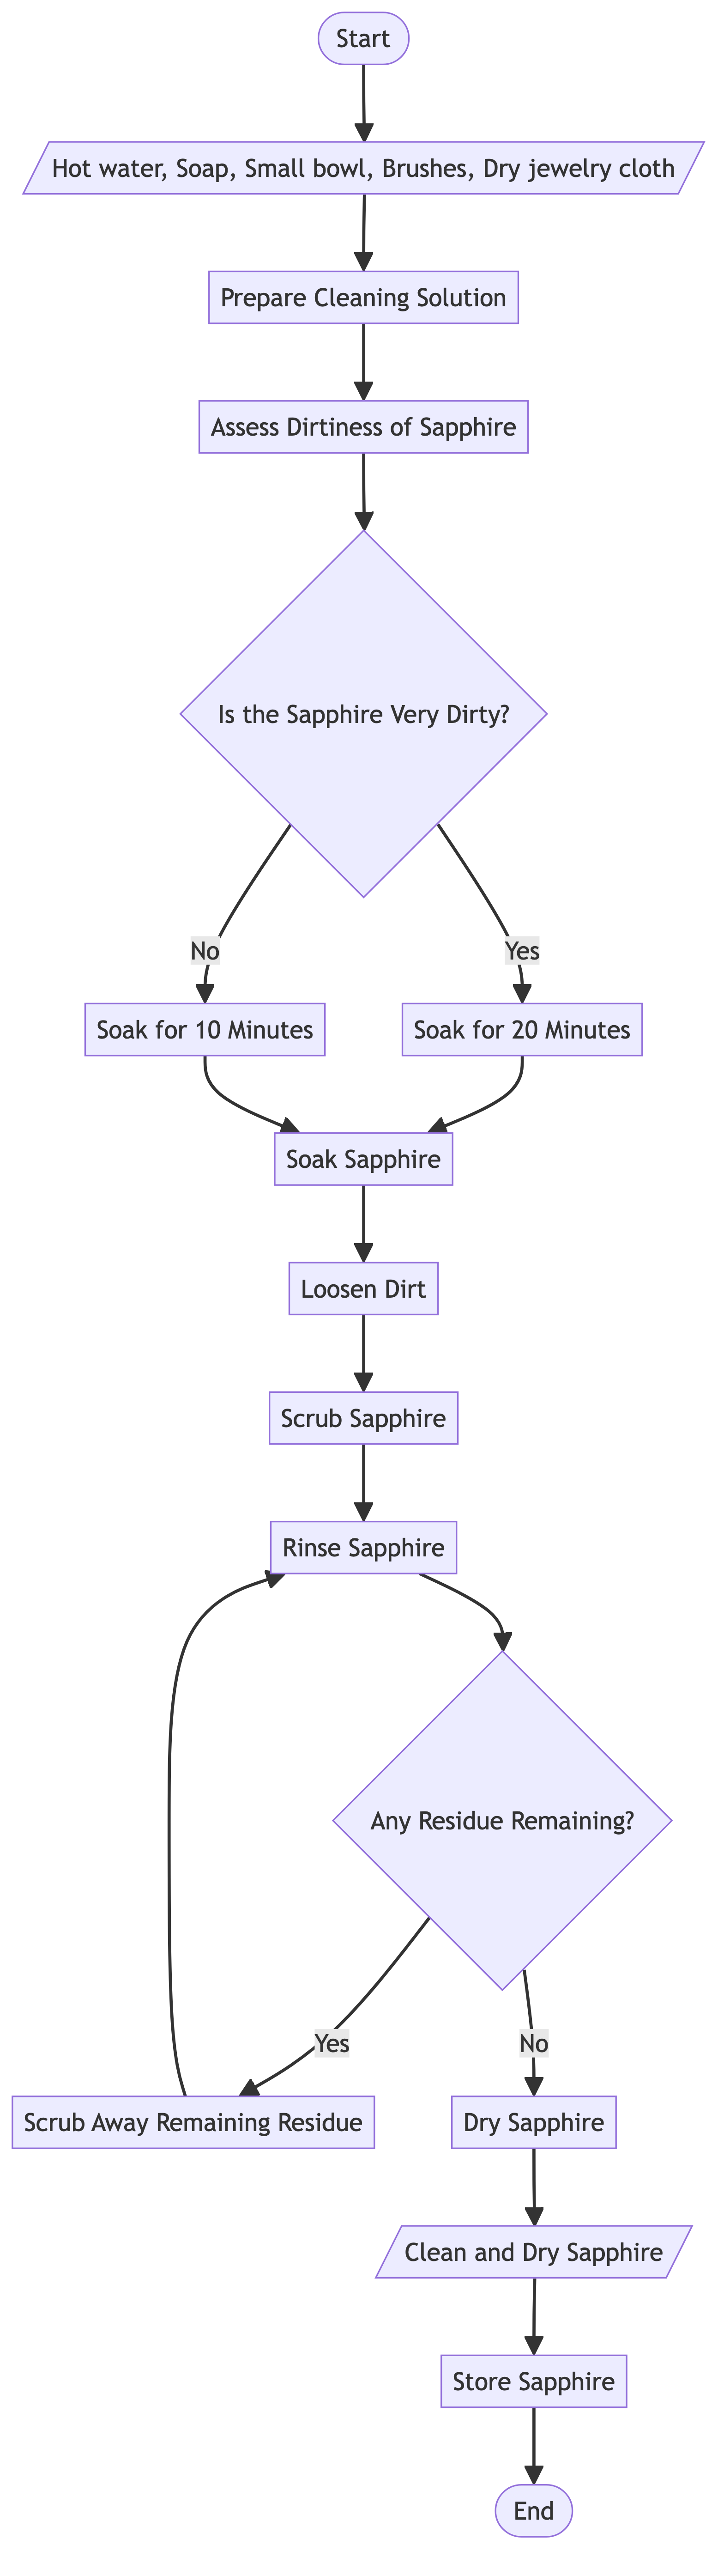 Start
Hot water, Soap, Small bowl, Brushes, Dry jewelry cloth
Prepare Cleaning Solution
Assess Dirtiness of Sapphire
Is the Sapphire Very Dirty?
No
Yes
Soak for 10 Minutes
Soak for 20 Minutes
Soak Sapphire
Loosen Dirt
Scrub Sapphire
Rinse Sapphire
Any Residue Remaining?
Yes
No
Scrub Away Remaining Residue
Dry Sapphire
Clean and Dry Sapphire
Store Sapphire
End